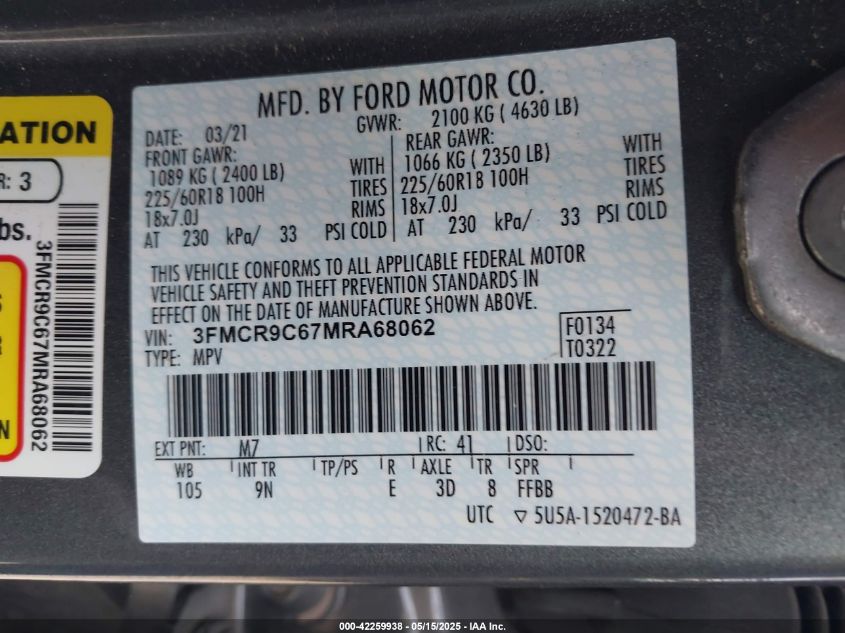 MFD. BY FORD MOTOR CO.
DATE: 03/21 GVWR: 2100 KG ( 4630 LB)
FRONT GAWR: REAR GAWR:
1089 KG ( 2400 LB) WITH 1066 KG ( 2350 LB) WITH
225/60R18 100H TIRES 225/60R18 100H TIRES
18x7.0J RIMS 18x7.0J RIMS
AT 230 kPa/ 33 PSI COLD AT 230 kPa/ 33 PSI COLD
THIS VEHICLE CONFORMS TO ALL APPLICABLE FEDERAL MOTOR
VEHICLE SAFETY AND THEFT PREVENTION STANDARDS IN
EFFECT ON THE DATE OF MANUFACTURE SHOWN ABOVE.
VIN: 3FMCR9C67MRA68062 F0134
TYPE: MPV T0322
EXT PNT: M7 RC: 41 DSO:
WB INT TR TP/PS R AXLE TR SPR
105 9N E 3D 8 FFBB
UTC ▽ 5U5A-1520472-BA
ATION
R: 3
bs.
3FMCR9C67MRA68062
S
R
N
000-42259938 - 05/15/2025 - IAA Inc.